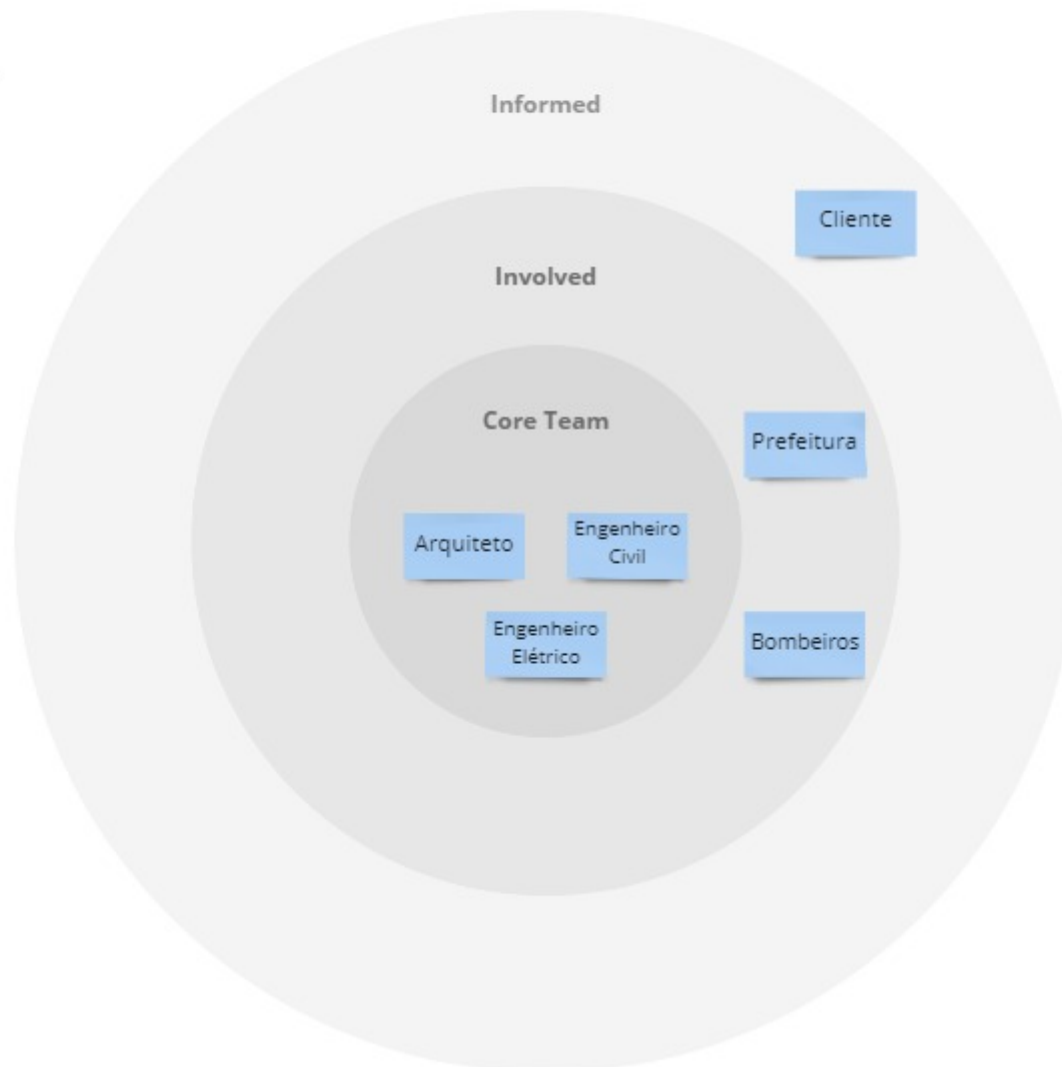 Informed
Cliente
Involved
Core Team
Prefeitura
Arquiteto
Engenheiro
Civil
Engenheiro
Elétrico
Bombeiros